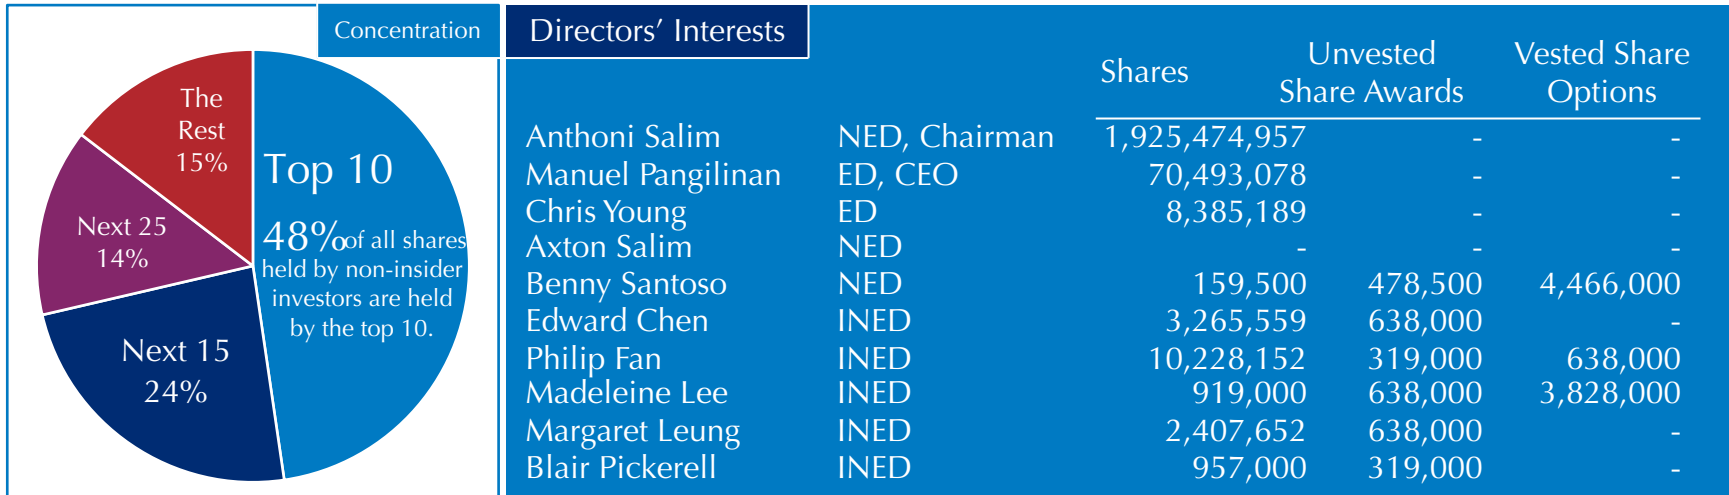 Concentration
The
Rest
15%
Top 10
48% of all shares
held by non-insider
investors are held
by the top 10.
Next 25
14%
Next 15
24%
Directors’ Interests
Shares Unvested Share Awards Vested Share Options
Anthoni Salim NED, Chairman 1,925,474,957 - -
Manuel Pangilinan ED, CEO 70,493,078 - -
Chris Young ED 8,385,189 - -
Axton Salim NED - - -
Benny Santoso NED 159,500 478,500 4,466,000
Edward Chen INED 3,265,559 638,000 -
Philip Fan INED 10,228,152 319,000 638,000
Madeleine Lee INED 919,000 638,000 3,828,000
Margaret Leung INED 2,407,652 638,000 -
Blair Pickerell INED 957,000 319,000 -